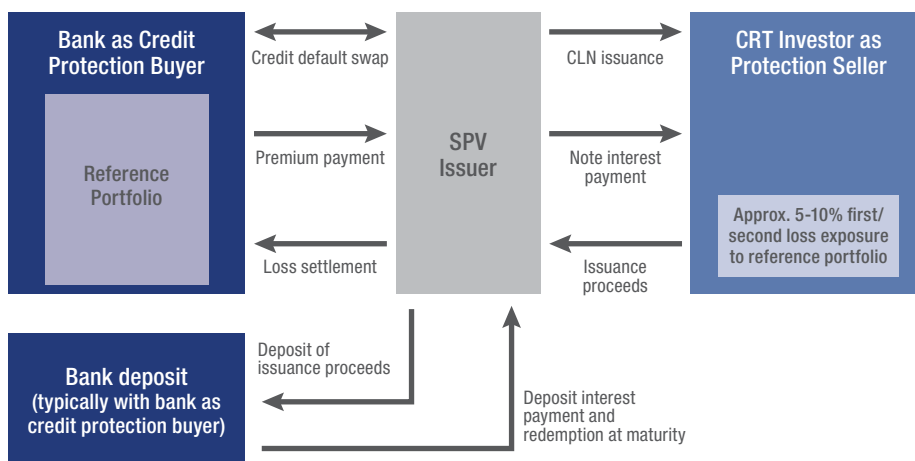 Bank as Credit
Protection Buyer
Reference
Portfolio
Credit default swap
Premium payment
Loss settlement
SPV
Issuer
CLN issuance
Note interest
payment
Issuance
proceeds
CRT Investor as
Protection Seller
Approx. 5-10% first/
second loss exposure
to reference portfolio
Bank deposit
(typically with bank as
credit protection buyer)
Deposit of
issuance proceeds
Deposit interest
payment and
redemption at maturity